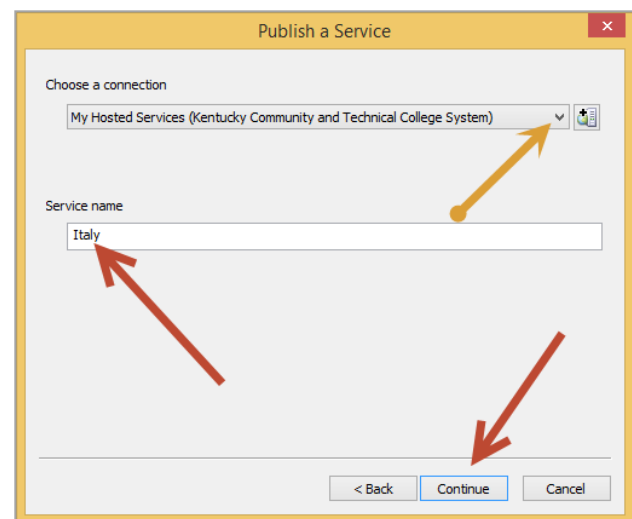 Publish a Service
Choose a connection
My Hosted Services (Kentucky Community and Technical College System)
Service name
Italy
< Back Continue Cancel